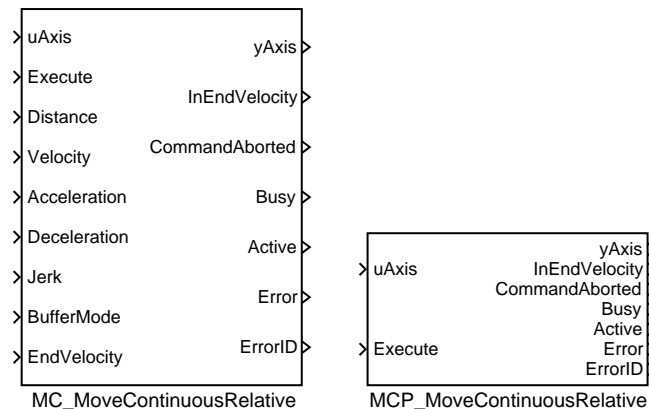 uAxis
Execute
Distance
Velocity
Acceleration
Deceleration
Jerk
BufferMode
EndVelocity
yAxis
InEndVelocity
CommandAborted
Busy
Active
Error
ErrorID
MC_MoveContinuousRelative
uAxis
Execute
yAxis
InEndVelocity
CommandAborted
Busy
Active
Error
ErrorID
MCP_MoveContinuousRelative